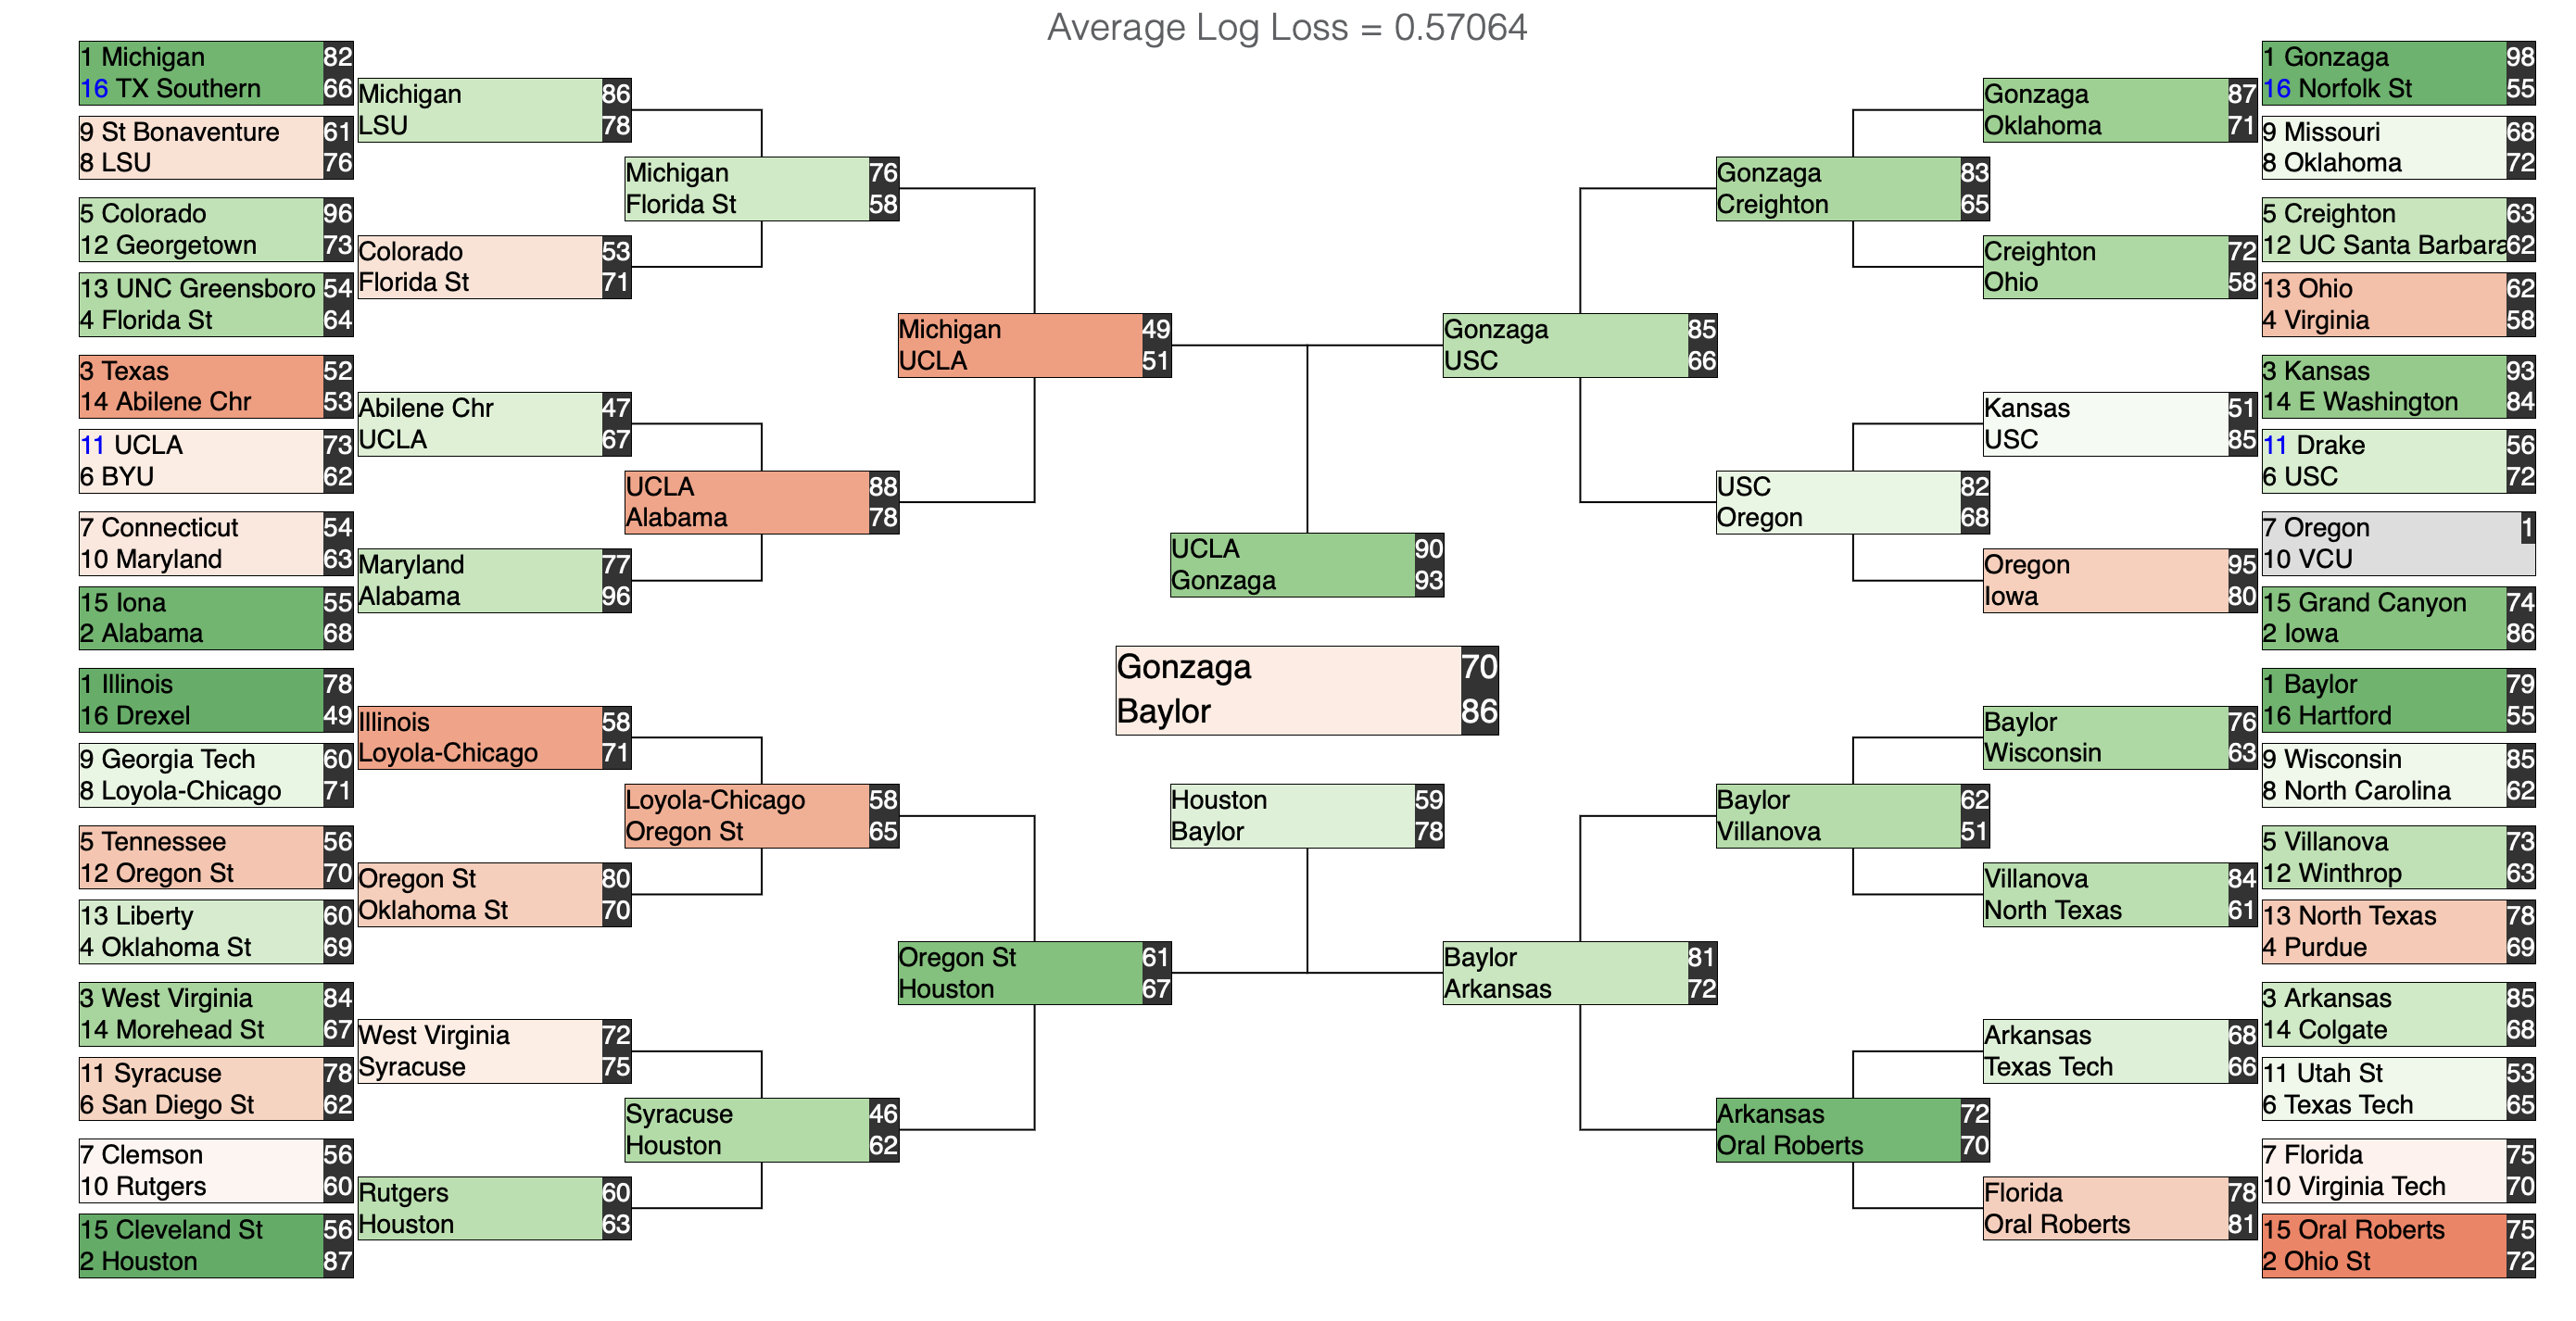 Average Log Loss = 0.57064
1 Michigan 82
16 TX Southern 66
9 St Bonaventure 61
8 LSU 76
5 Colorado 96
12 Georgetown 73
13 UNC Greensboro 54
4 Florida St 64
3 Texas 52
14 Abilene Chr 53
11 UCLA 73
6 BYU 62
7 Connecticut 54
10 Maryland 63
15 Iona 55
2 Alabama 68
1 Illinois 78
16 Drexel 49
9 Georgia Tech 60
8 Loyola-Chicago 71
5 Tennessee 56
12 Oregon St 70
13 Liberty 60
4 Oklahoma St 69
3 West Virginia 84
14 Morehead St 67
11 Syracuse 78
6 San Diego St 62
7 Clemson 56
10 Rutgers 60
15 Cleveland St 56
2 Houston 87
Michigan 86
LSU 78
Colorado 53
Florida St 71
Abilene Chr 47
UCLA 67
Maryland 77
Alabama 96
Illinois 58
Loyola-Chicago 71
Oregon St 80
Oklahoma St 70
West Virginia 72
Syracuse 75
Rutgers 60
Houston 63
Michigan 76
Florida St 58
UCLA 88
Alabama 78
Loyola-Chicago 58
Oregon St 65
Syracuse 46
Houston 62
Michigan 49
UCLA 51
Oregon St 61
Houston 67
UCLA 90
Gonzaga 93
Gonzaga 70
Baylor 86
Houston 59
Baylor 78
Gonzaga 85
USC 66
Baylor 81
Arkansas 72
Gonzaga 83
Creighton 65
USC 82
Oregon 68
Baylor 62
Villanova 51
Arkansas 72
Oral Roberts 70
Gonzaga 87
Oklahoma 71
Creighton 72
Ohio 58
Kansas 51
USC 85
Oregon 95
Iowa 80
Baylor 76
Wisconsin 63
Villanova 84
North Texas 61
Arkansas 68
Texas Tech 66
Florida 78
Oral Roberts 81
1 Gonzaga 98
16 Norfolk St 55
9 Missouri 68
8 Oklahoma 72
5 Creighton 63
12 UC Santa Barbara 62
13 Ohio 62
4 Virginia 58
3 Kansas 93
14 E Washington 84
11 Drake 56
6 USC 72
7 Oregon 1
10 VCU
15 Grand Canyon 74
2 Iowa 86
1 Baylor 79
16 Hartford 55
9 Wisconsin 85
8 North Carolina 62
5 Villanova 73
12 Winthrop 63
13 North Texas 78
4 Purdue 69
3 Arkansas 85
14 Colgate 68
11 Utah St 53
6 Texas Tech 65
7 Florida 75
10 Virginia Tech 70
15 Oral Roberts 75
2 Ohio St 72